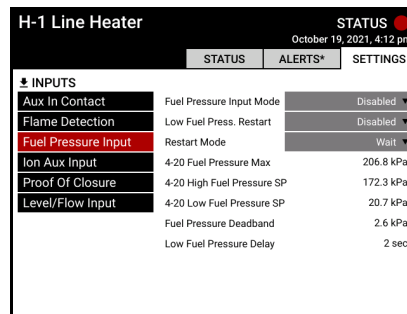 H-1 Line Heater
STATUS
October 19, 2021, 4:12 pm
STATUS
ALERTS*
SETTINGS
INPUTS
Aux In Contact
Flame Detection
Fuel Pressure Input
Ion Aux Input
Proof Of Closure
Level/Flow Input
Fuel Pressure Input Mode Disabled
Low Fuel Press. Restart Disabled
Restart Mode Wait
4-20 Fuel Pressure Max 206.8 kPa
4-20 High Fuel Pressure SP 172.3 kPa
4-20 Low Fuel Pressure SP 20.7 kPa
Fuel Pressure Deadband 2.6 kPa
Low Fuel Pressure Delay 2 sec